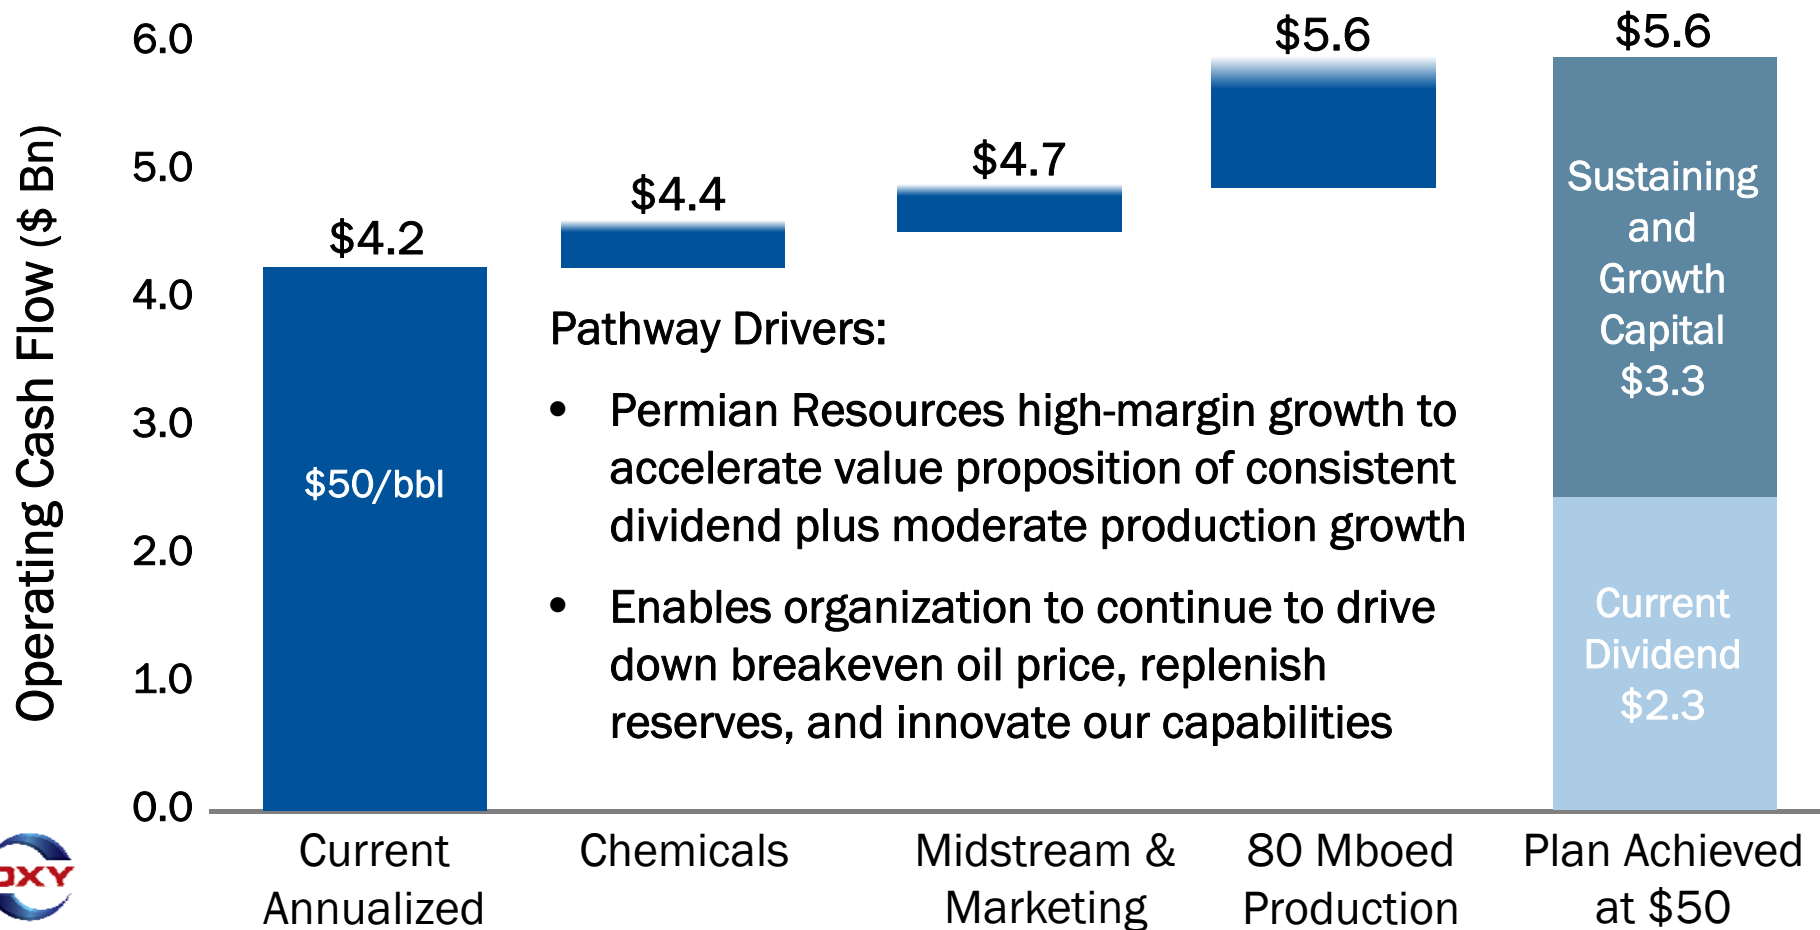 Operating Cash Flow ($ Bn)
6.0
5.0
4.0
3.0
2.0
1.0
0.0
$4.2
$4.4
$4.7
$5.6
$5.6
$50/bbl
Pathway Drivers:
• Permian Resources high-margin growth to
accelerate value proposition of consistent
dividend plus moderate production growth
• Enables organization to continue to drive
down breakeven oil price, replenish
reserves, and innovate our capabilities
Sustaining
and
Growth
Capital
$3.3
Current
Dividend
$2.3
Current
Annualized
Chemicals
Midstream &
Marketing
80 Mboed
Production
Plan Achieved
at $50
OXY